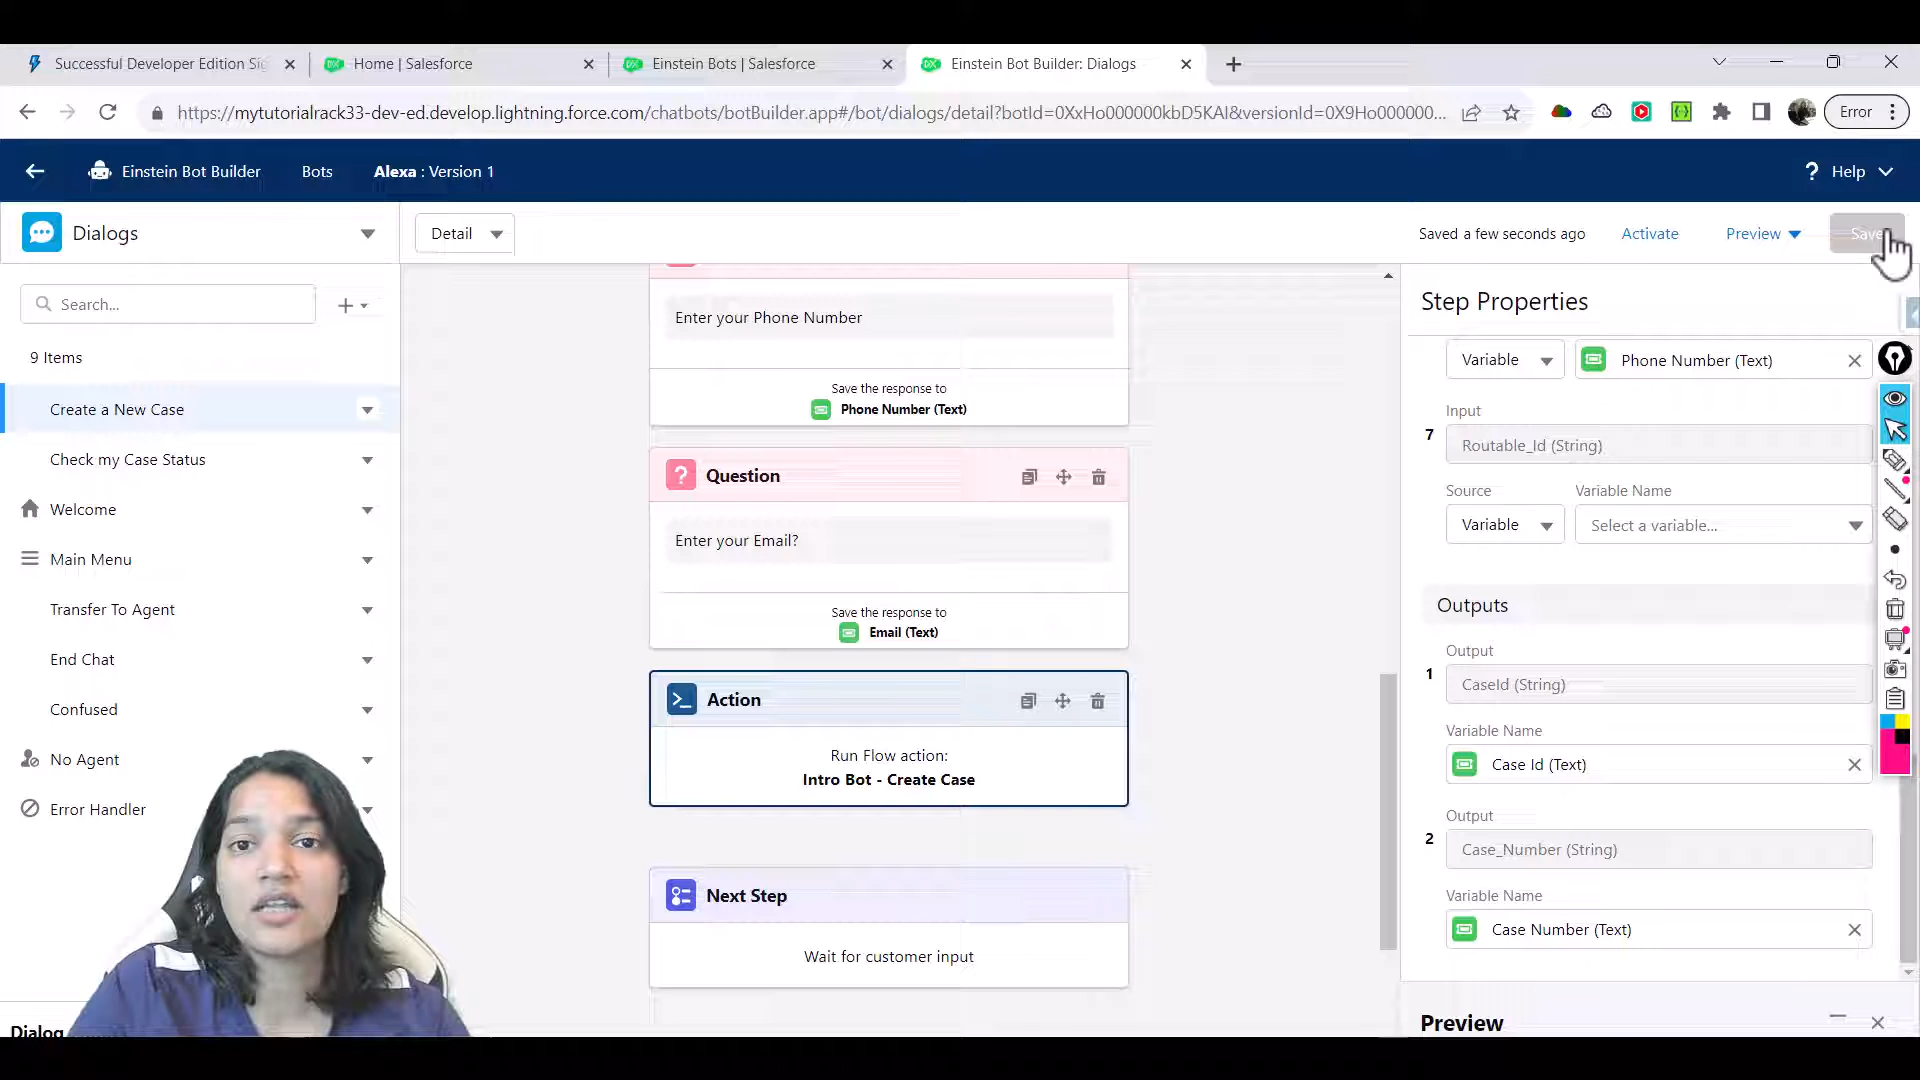 Successful Developer Edition Sig
Home | Salesforce
Einstein Bots | Salesforce
Einstein Bot Builder: Dialogs
https://mytutorialrack33-dev-ed.develop.lightning.force.com/chatbots/botBuilder.app#/bot/dialogs/detail?botId=0XxHo000000kbD5KAI&versionId=0X9Ho000000...
Error
Einstein Bot Builder
Bots
Alexa : Version 1
? Help
Dialogs
Detail
Saved a few seconds ago
Activate
Preview
Save
Search...
9 Items
Create a New Case
Check my Case Status
Welcome
Main Menu
Transfer To Agent
End Chat
Confused
No Agent
Error Handler
Dialog
Enter your Phone Number
Save the response to
Phone Number (Text)
? Question
Enter your Email?
Save the response to
Email (Text)
Action
Run Flow action:
Intro Bot - Create Case
Next Step
Wait for customer input
Step Properties
Variable
Phone Number (Text)
Input
7
Routable_Id (String)
Source
Variable Name
Variable
Select a variable...
Outputs
Output
1
CaseId (String)
Variable Name
Case Id (Text)
Output
2
Case_Number (String)
Variable Name
Case Number (Text)
Preview